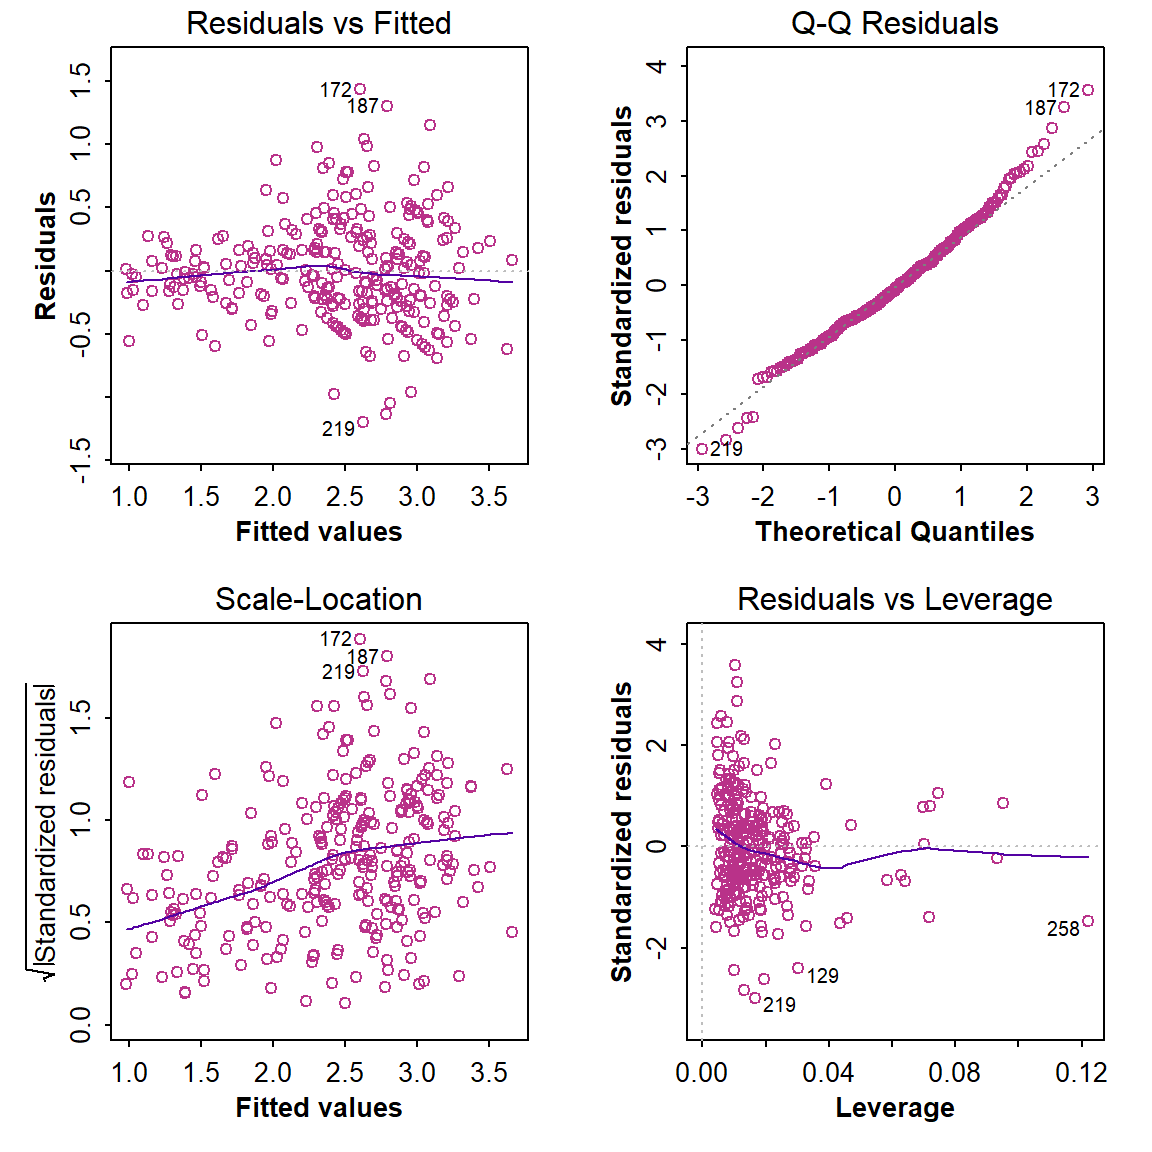 Residuals vs Fitted
172
187
219
-1.5 -0.5 0.5 1.0 1.5
Residuals
1.0 1.5 2.0 2.5 3.0 3.5
Fitted values
Q-Q Residuals
172
187
219
-3 -2 -1 0 1 2 3 4
Standardized residuals
-3 -2 -1 0 1 2 3
Theoretical Quantiles
Scale-Location
172
187
219
0.0 0.5 1.0 1.5
√|Standardized residuals|
1.0 1.5 2.0 2.5 3.0 3.5
Fitted values
Residuals vs Leverage
258
129
219
-2 0 2 4
Standardized residuals
0.00 0.04 0.08 0.12
Leverage